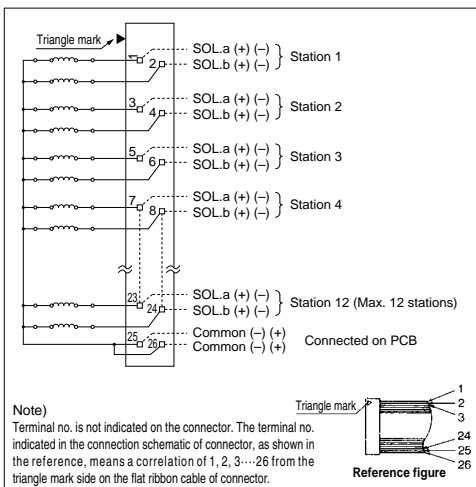 Triangle mark
1
2
SOL.a (+) (–)
SOL.b (+) (–)
Station 1
3
4
SOL.a (+) (–)
SOL.b (+) (–)
Station 2
5
6
SOL.a (+) (–)
SOL.b (+) (–)
Station 3
7
8
SOL.a (+) (–)
SOL.b (+) (–)
Station 4
23
24
SOL.a (+) (–)
SOL.b (+) (–)
Station 12 (Max. 12 stations)
25
26
Common (–) (+)
Common (–) (+)
Connected on PCB
Note)
Terminal no. is not indicated on the connector. The terminal no.
indicated in the connection schematic of connector, as shown in
the reference, means a correlation of 1, 2, 3····26 from the
triangle mark side on the flat ribbon cable of connector.
Triangle mark
1
2
3
24
25
26
Reference figure